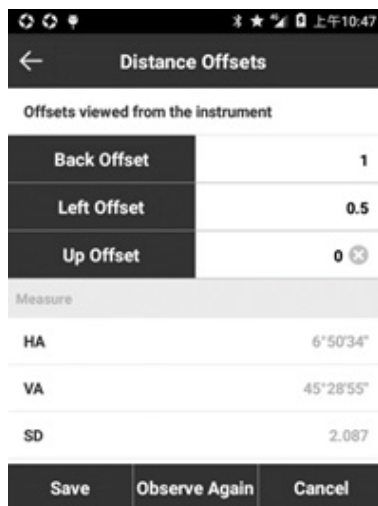 上午10:47
Distance Offsets
Offsets viewed from the instrument
Back Offset 1
Left Offset 0.5
Up Offset 0
Measure
HA 6°50'34"
VA 45°28'55"
SD 2.087
Save Observe Again Cancel